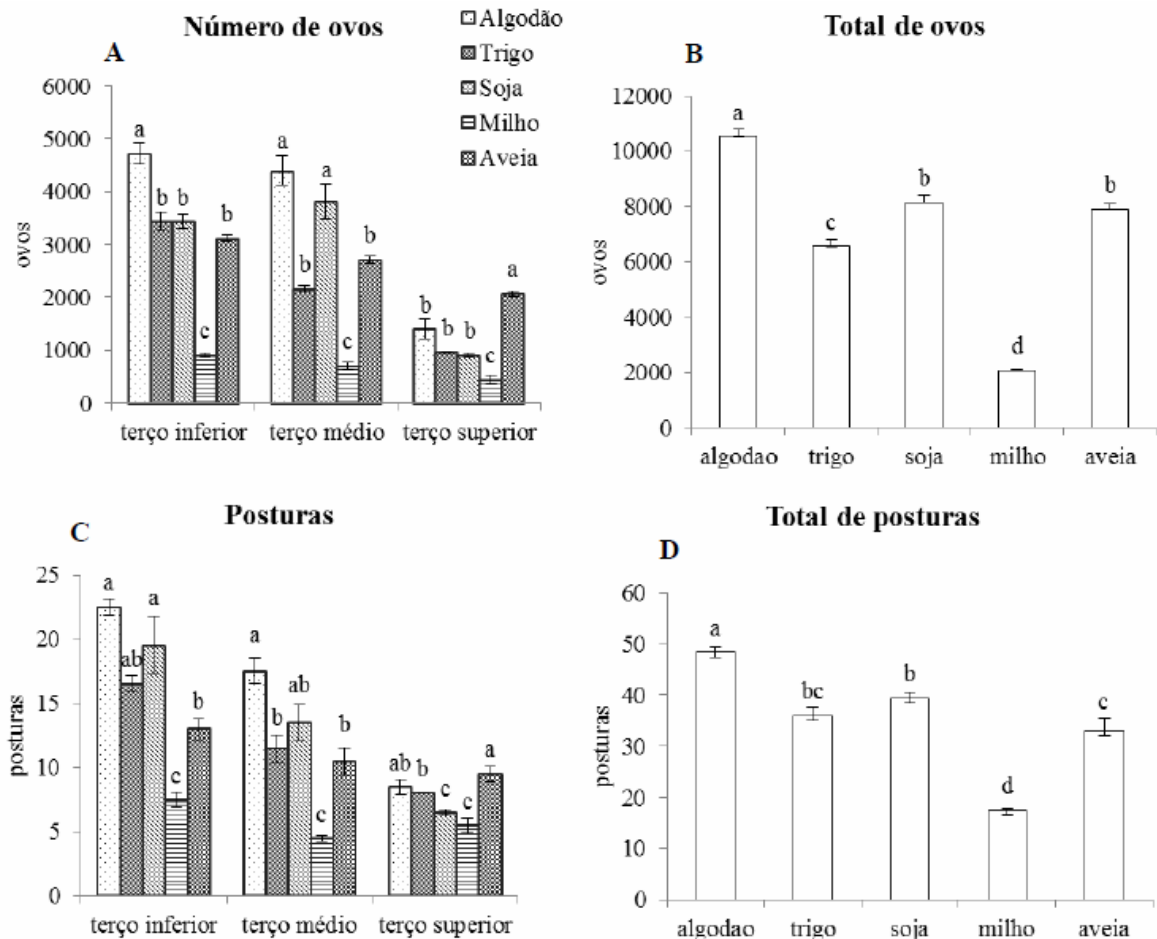 Número de ovos
A
Algodão
Trigo
Soja
Milho
Aveia
6000
5000
4000
3000
2000
1000
0
ovos
a
b b
c
b
a
b
a
c
b
b
b b
c
a
terço inferior terço médio terço superior
Total de ovos
B
12000
10000
8000
6000
4000
2000
0
ovos
a
c
b
d
b
algodao trigo soja milho aveia
Posturas
C
25
20
15
10
5
0
posturas
a
ab
a
c
b
a
b
ab
c
b
ab b
c c
a
terço inferior terço médio terço superior
Total de posturas
D
60
50
40
30
20
10
0
posturas
a
bc
b
d
c
algodao trigo soja milho aveia